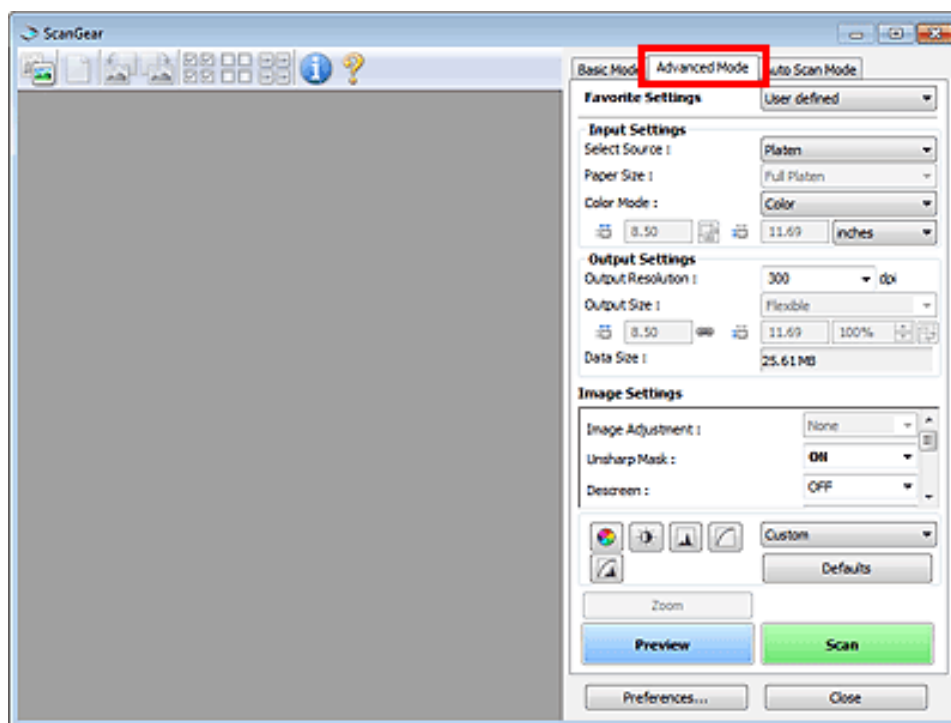 ScanGear
Basic Mode Advanced Mode Auto Scan Mode
Favorite Settings User defined
Input Settings
Select Source : Platen
Paper Size : Full Platen
Color Mode : Color
8.50 11.69 inches
Output Settings
Output Resolution : 300 dpi
Output Size : Flexible
8.50 11.69 100%
Data Size : 25.61 MB
Image Settings
Image Adjustment : None
Unsharp Mask : ON
Descreen : OFF
Custom
Defaults
Zoom
Preview Scan
Preferences... Close